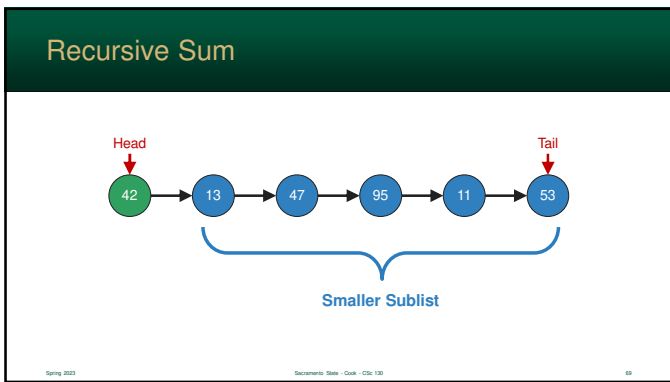 Recursive Sum
Head Tail
42 13 47 95 11 53
Smaller Sublist
Spring 2023 Sacramento State - Cook - CSc 130 69